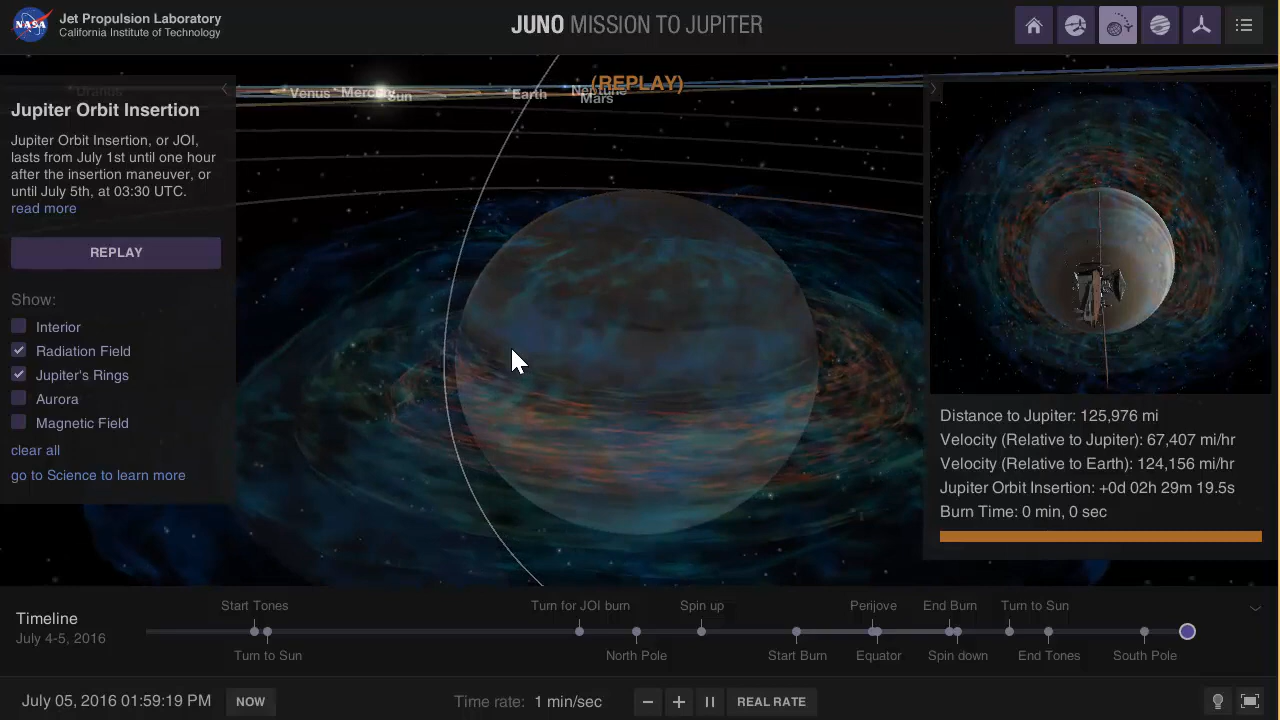 NASA
Jet Propulsion Laboratory
California Institute of Technology
JUNO MISSION TO JUPITER
(REPLAY)
Uranus
Venus
Mercury
Sun
Earth
Neptune
Mars
Jupiter Orbit Insertion
Jupiter Orbit Insertion, or JOI,
lasts from July 1st until one hour
after the insertion maneuver, or
until July 5th, at 03:30 UTC.
read more
REPLAY
Show:
Interior
Radiation Field
Jupiter's Rings
Aurora
Magnetic Field
clear all
go to Science to learn more
Distance to Jupiter: 125,976 mi
Velocity (Relative to Jupiter): 67,407 mi/hr
Velocity (Relative to Earth): 124,156 mi/hr
Jupiter Orbit Insertion: +0d 02h 29m 19.5s
Burn Time: 0 min, 0 sec
Timeline
July 4-5, 2016
Start Tones
Turn to Sun
Turn for JOI burn
North Pole
Spin up
Start Burn
Perijove
Equator
End Burn
Spin down
Turn to Sun
End Tones
South Pole
July 05, 2016 01:59:19 PM
NOW
Time rate: 1 min/sec
REAL RATE